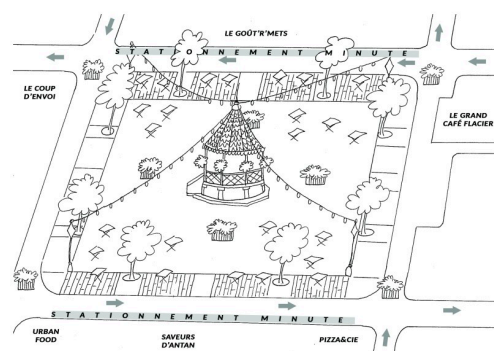 LE GOÛT'R'METS
STATIONNEMENT MINUTE
LE COUP
D'ENVOI
LE GRAND
CAFÉ FLACIER
STATIONNEMENT MINUTE
URBAN
FOOD
SAVEURS
D'ANTAN
PIZZA&CIE